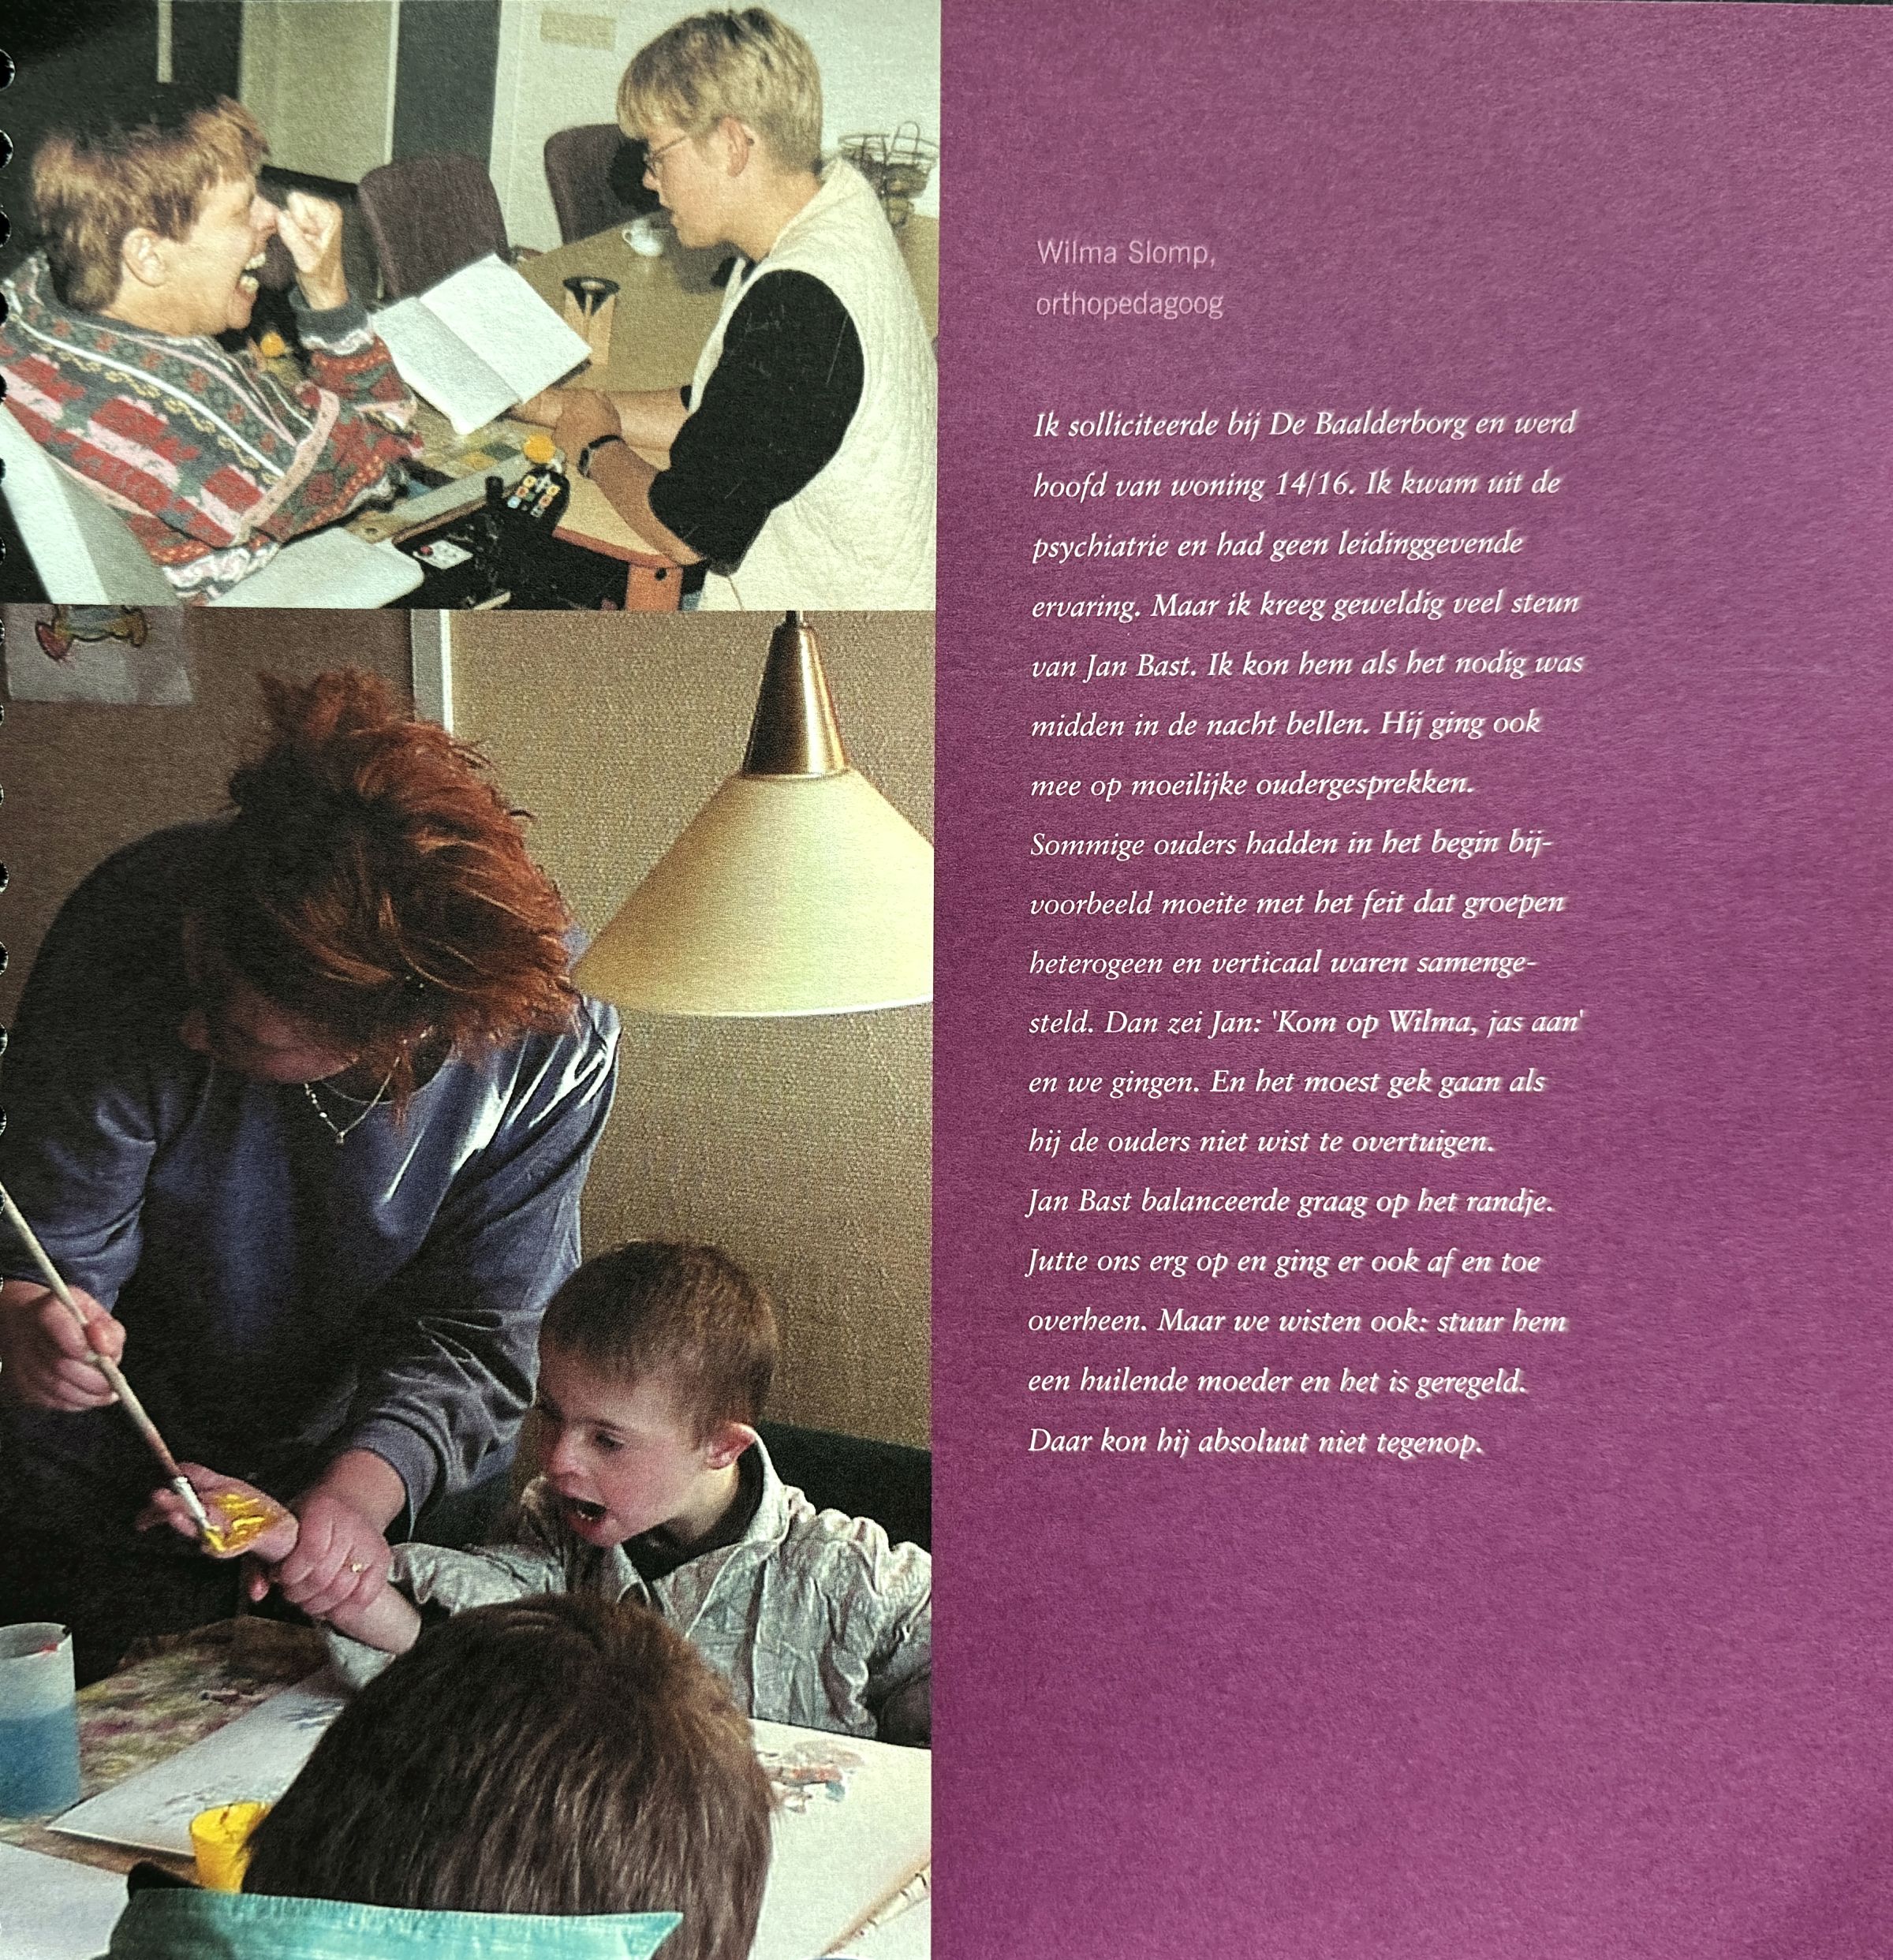 Wilma Slomp,
orthopedagoog
Ik solliciteerde bij De Baalderborg en werd
hoofd van woning 14/16. Ik kwam uit de
psychiatrie en had geen leidinggevende
ervaring. Maar ik kreeg geweldig veel steun
van Jan Bast. Ik kon hem als het nodig was
midden in de nacht bellen. Hij ging ook
mee op moeilijke oudergesprekken.
Sommige ouders hadden in het begin bij-
voorbeeld moeite met het feit dat groepen
heterogeen en verticaal waren samenge-
steld. Dan zei Jan: 'Kom op Wilma, jas aan'
en we gingen. En het moest gek gaan als
hij de ouders niet wist te overtuigen.
Jan Bast balanceerde graag op het randje.
Jutte ons erg op en ging er ook af en toe
overheen. Maar we wisten ook: stuur hem
een huilende moeder en het is geregeld.
Daar kon hij absoluut niet tegenop.